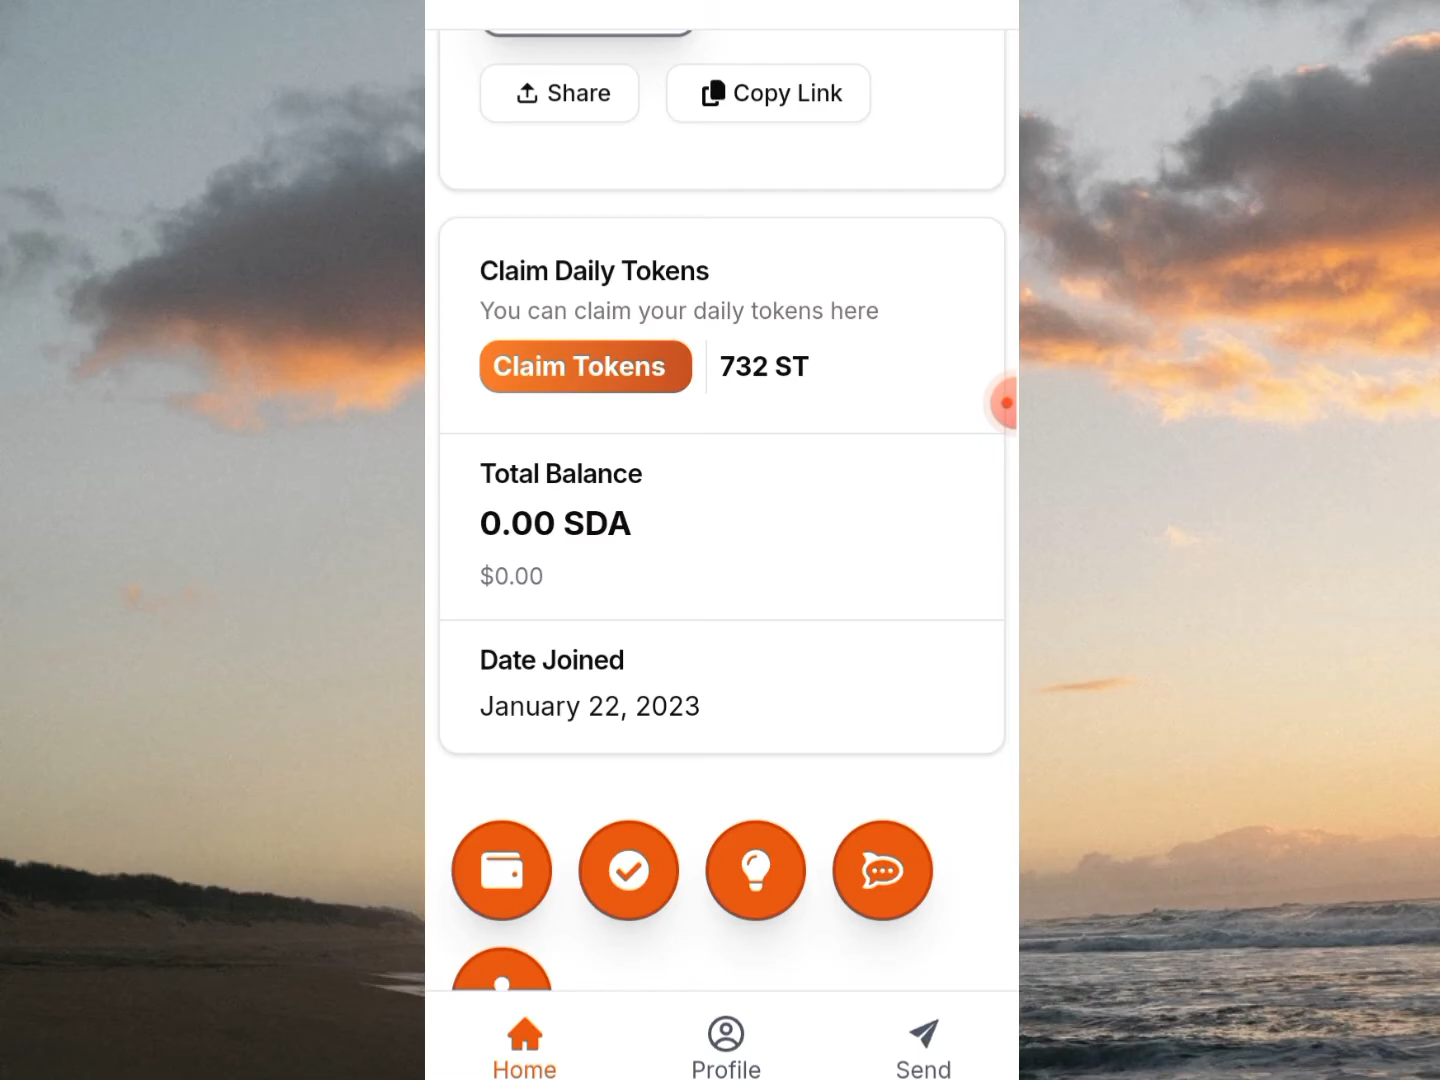 Share
Copy Link
Claim Daily Tokens
You can claim your daily tokens here
Claim Tokens
732 ST
Total Balance
0.00 SDA
$0.00
Date Joined
January 22, 2023
Home
Profile
Send